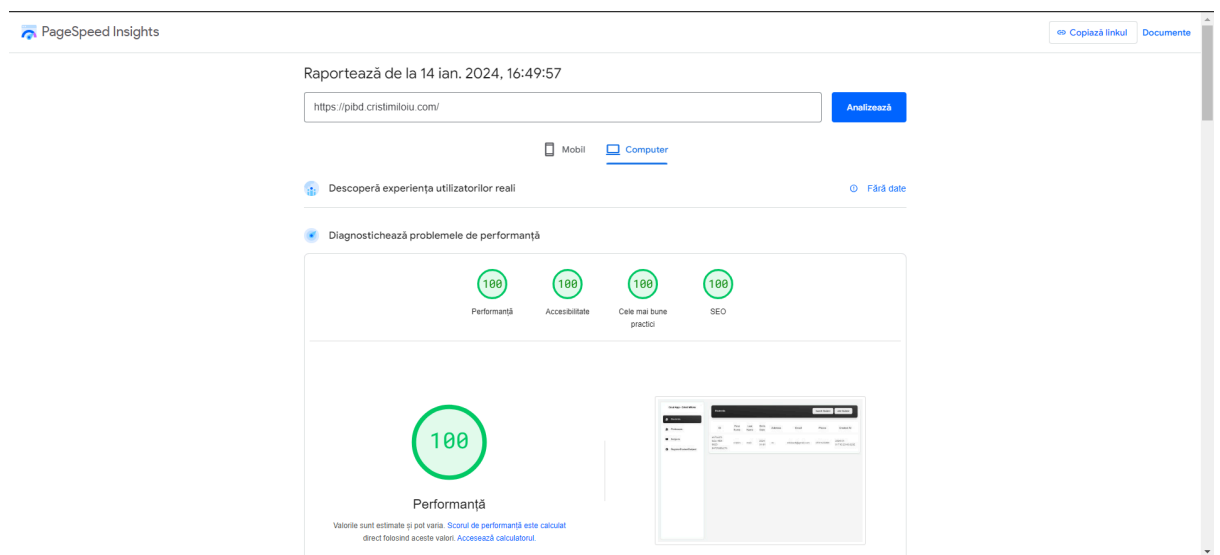 PageSpeed Insights
Copiază linkul
Documente
Raportează de la 14 ian. 2024, 16:49:57
https://pibd.cristimiloiu.com/
Analizează
Mobil
Computer
Descoperă experiența utilizatorilor reali
Fără date
Diagnostichează problemele de performanță
100
100
100
100
Performanță
Accesibilitate
Cele mai bune
practici
SEO
100
Performanță
Valorile sunt estimate și pot varia. Scorul de performanță este calculat
direct folosind aceste valori. Accesează calculatorul.